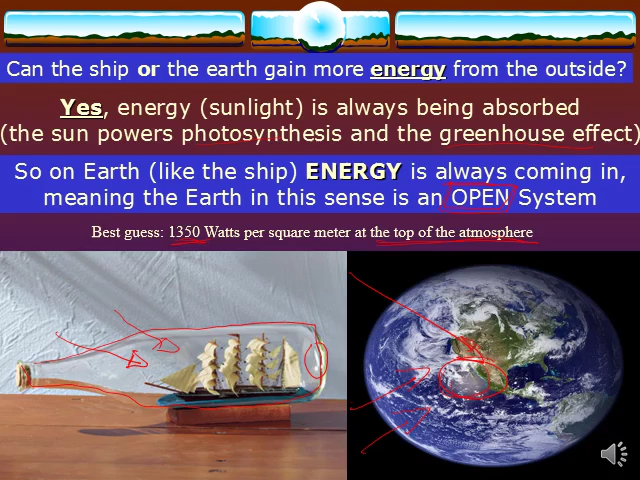 Can the ship or the earth gain more energy from the outside?
Yes, energy (sunlight) is always being absorbed
(the sun powers photosynthesis and the greenhouse effect)
So on Earth (like the ship) ENERGY is always coming in,
meaning the Earth in this sense is an OPEN System
Best guess: 1350 Watts per square meter at the top of the atmosphere